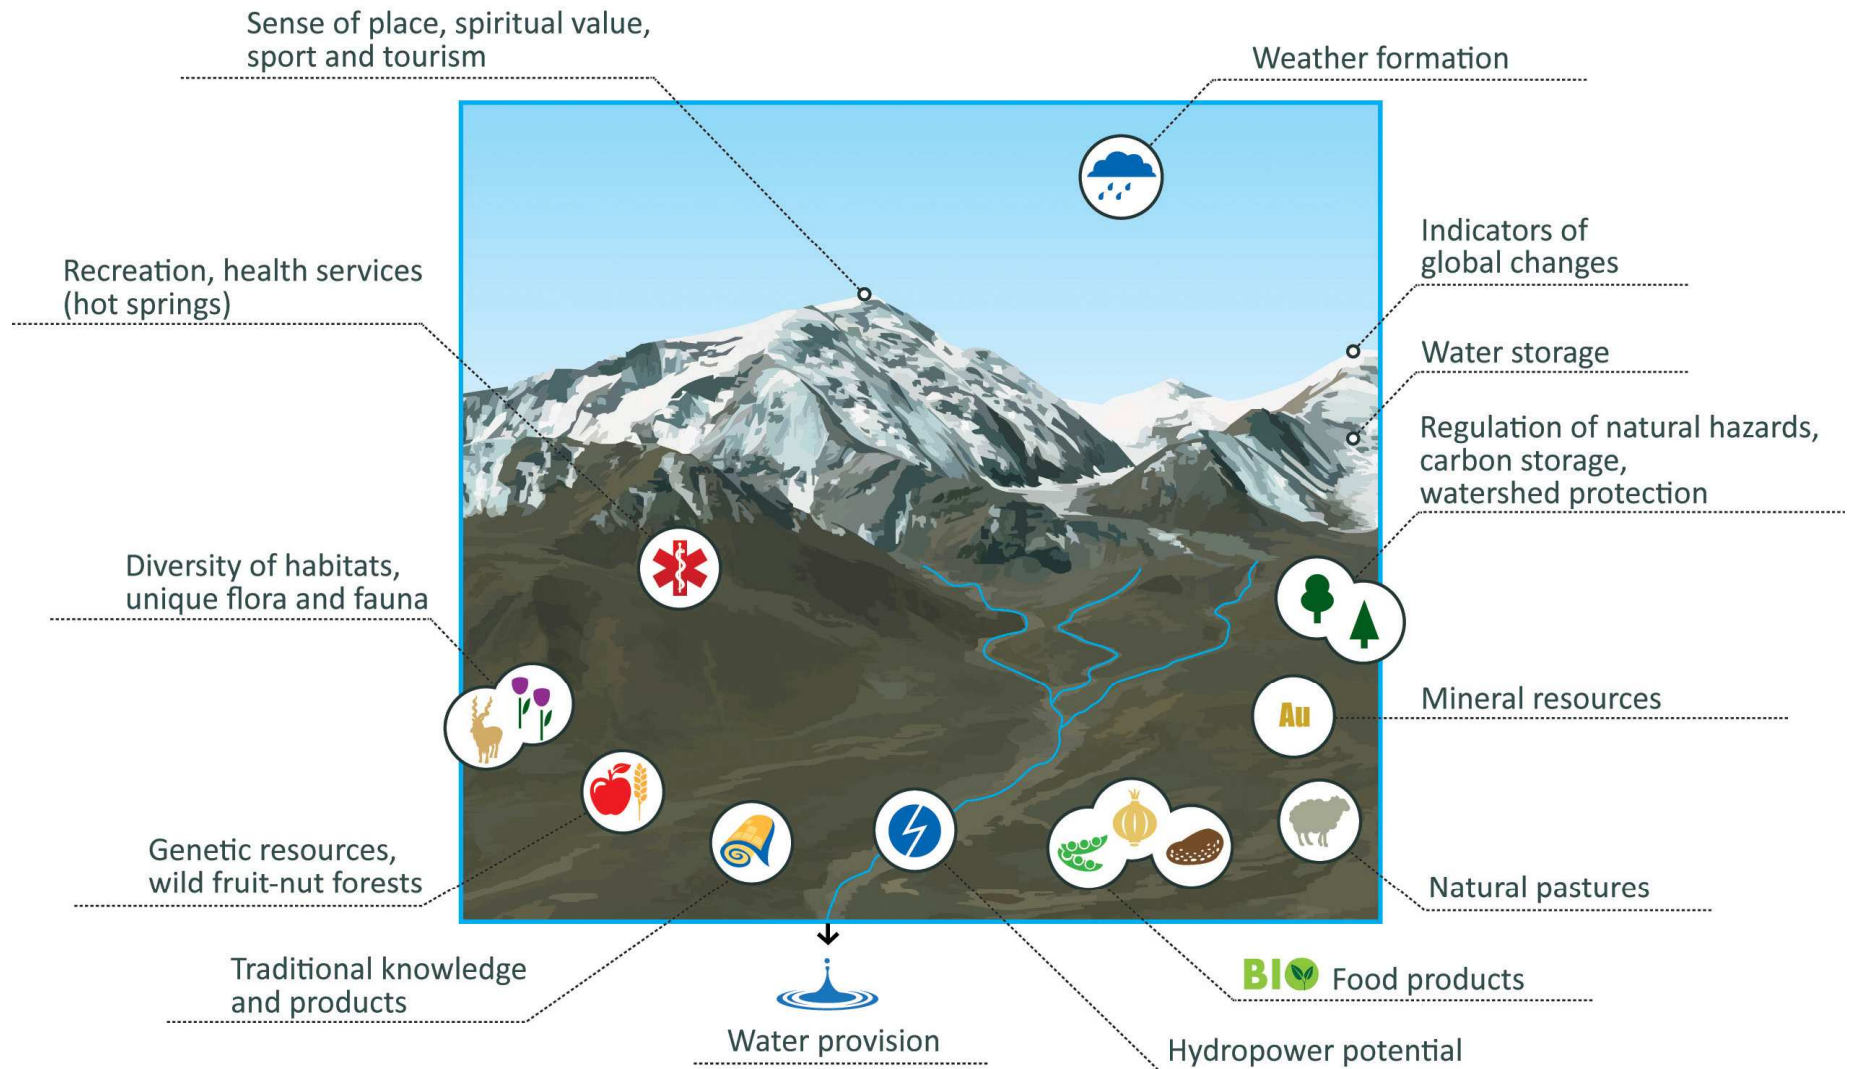 Sense of place, spiritual value,
sport and tourism
Weather formation
Indicators of
global changes
Recreation, health services
(hot springs)
Water storage
Regulation of natural hazards,
carbon storage,
watershed protection
Diversity of habitats,
unique flora and fauna
Mineral resources
Au
Genetic resources,
wild fruit-nut forests
Natural pastures
Traditional knowledge
and products
BIO Food products
Water provision
Hydropower potential